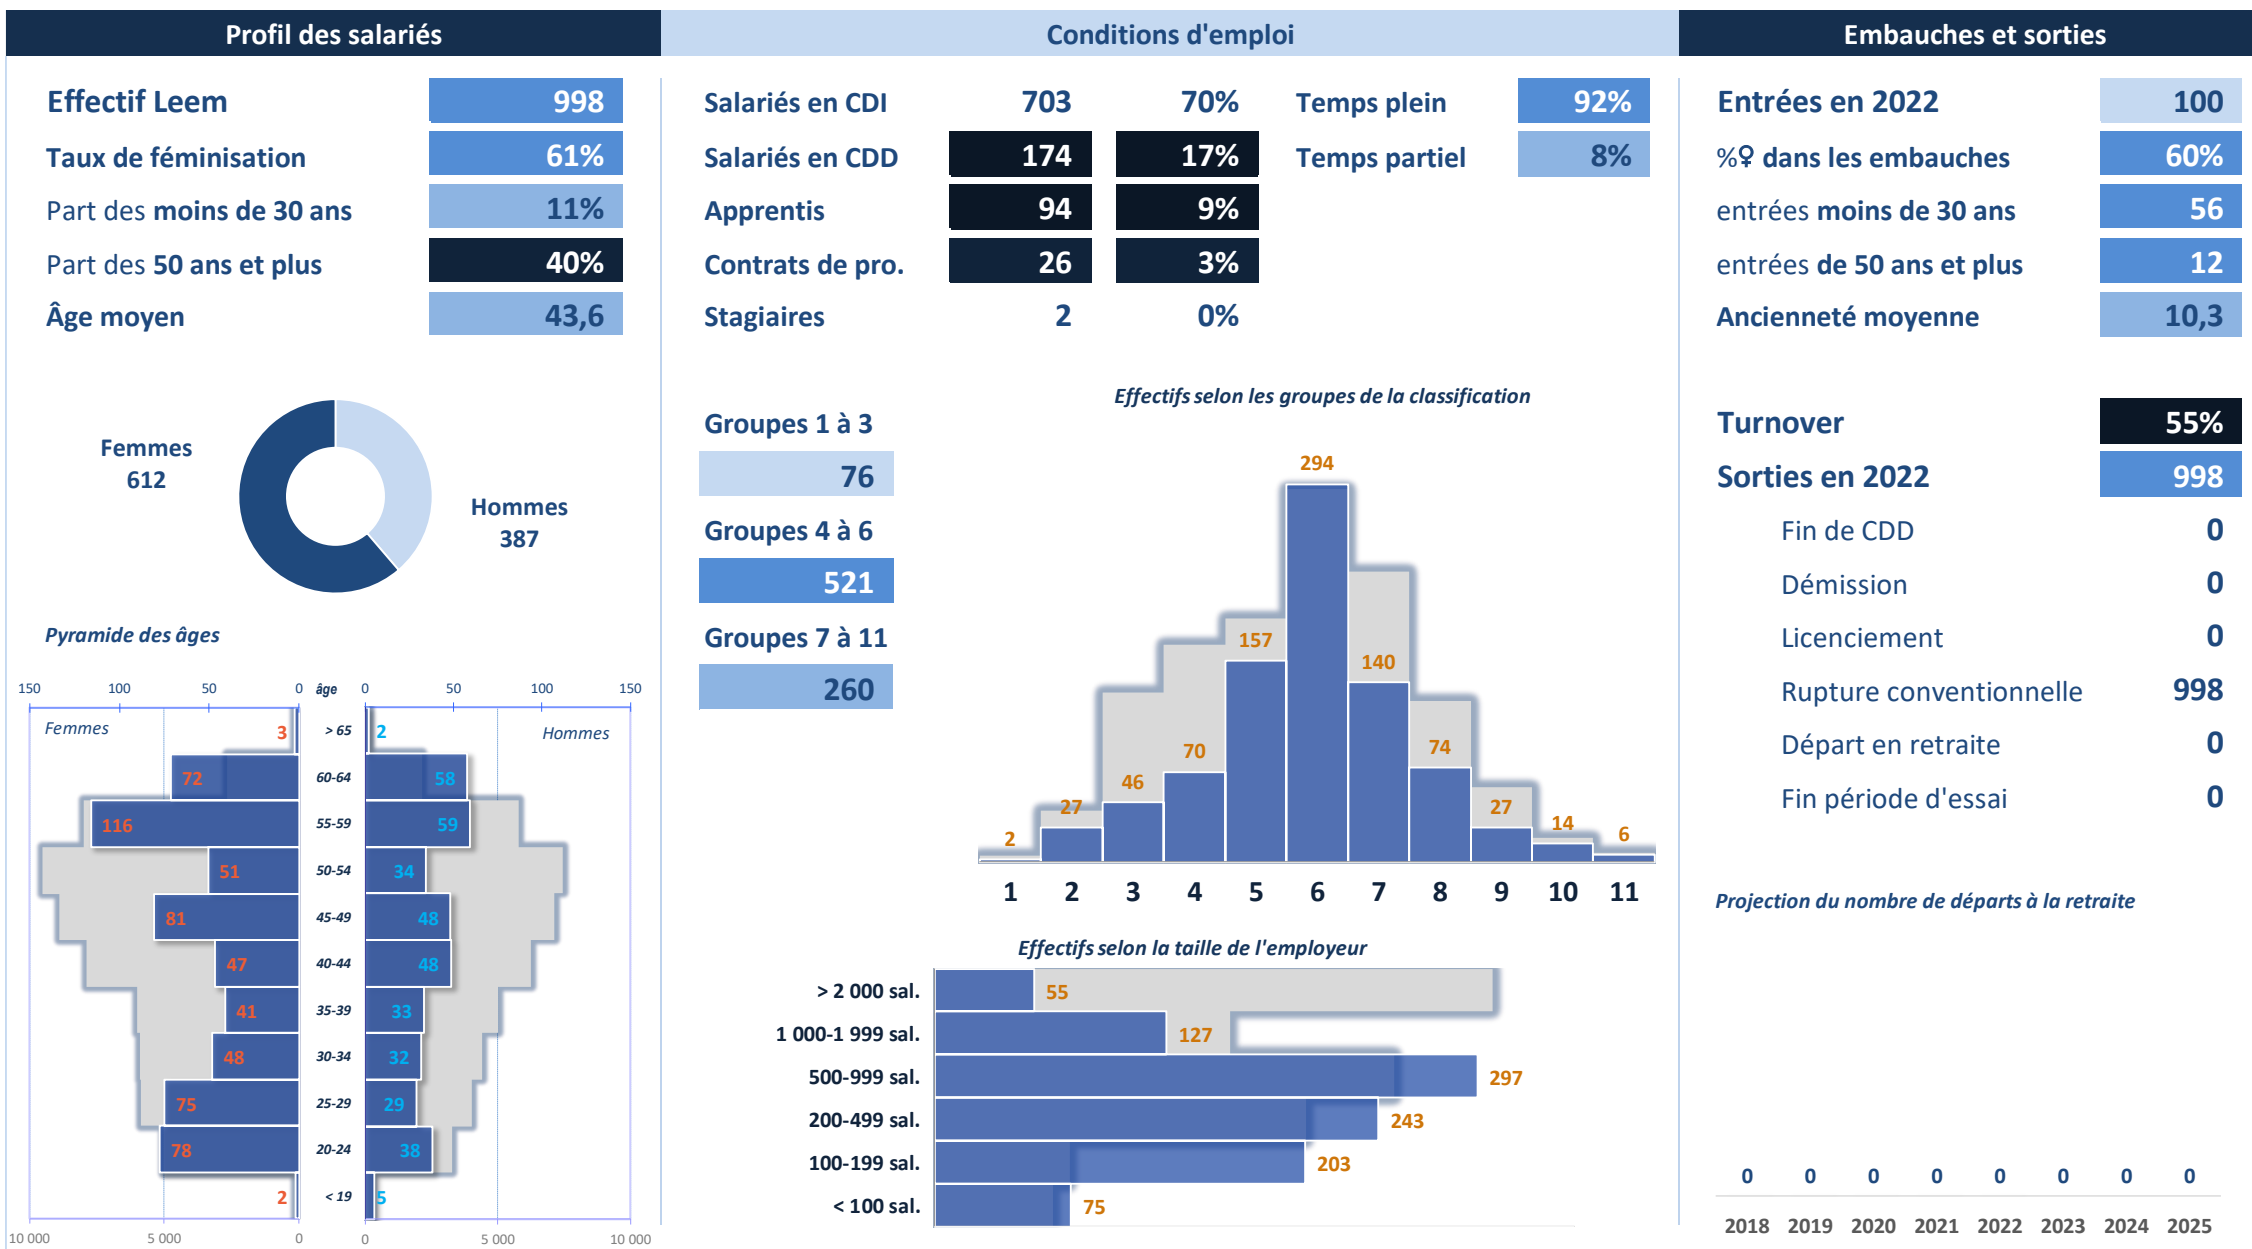 Profil des salariés
Effectif Leem 998
Taux de féminisation 61%
Part des moins de 30 ans 11%
Part des 50 ans et plus 40%
Âge moyen 43,6
Femmes
612
Hommes
387
Pyramide des âges
150 100 50 0 âge 0 50 100 150
Femmes Hommes
3 > 65 2
72 60-64 58
116 55-59 59
51 50-54 34
81 45-49 48
47 40-44 48
41 35-39 33
48 30-34 32
75 25-29 29
78 20-24 38
2 < 19 5
10 000 5 000 0 0 5 000 10 000
Conditions d'emploi
Salariés en CDI 703 70% Temps plein 92%
Salariés en CDD 174 17% Temps partiel 8%
Apprentis 94 9%
Contrats de pro. 26 3%
Stagiaires 2 0%
Groupes 1 à 3
76
Groupes 4 à 6
521
Groupes 7 à 11
260
Effectifs selon les groupes de la classification
2 27 46 70 157 294 140 74 27 14 6
1 2 3 4 5 6 7 8 9 10 11
Effectifs selon la taille de l'employeur
> 2 000 sal. 55
1 000-1 999 sal. 127
500-999 sal. 297
200-499 sal. 243
100-199 sal. 203
< 100 sal. 75
Embauches et sorties
Entrées en 2022 100
%♀ dans les embauches 60%
entrées moins de 30 ans 56
entrées de 50 ans et plus 12
Ancienneté moyenne 10,3
Turnover 55%
Sorties en 2022 998
Fin de CDD 0
Démission 0
Licenciement 0
Rupture conventionnelle 998
Départ en retraite 0
Fin période d'essai 0
Projection du nombre de départs à la retraite
0 0 0 0 0 0 0 0
2018 2019 2020 2021 2022 2023 2024 2025